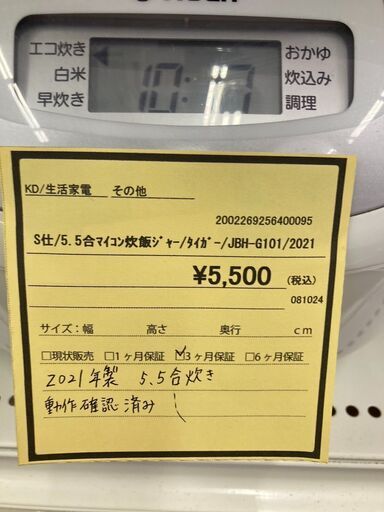 エコ炊き
白米
早炊き
10:17
おかゆ
炊込み
調理
KD/生活家電 その他
2002269256400095
S仕/5.5合ﾏｲｺﾝ炊飯ｼﾞｬｰ/ﾀｲｶﾞｰ/JBH-G101/2021
¥5,500 (税込)
081024
サイズ:幅 高さ 奥行 cm
□現状販売 □1ヶ月保証 ☑3ヶ月保証 □6ヶ月保証
2021年製 5.5合炊き
動作確認済み